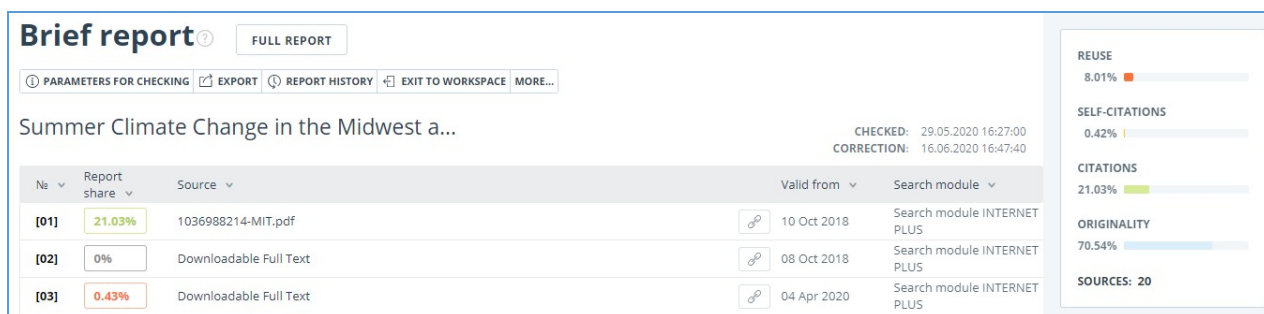 Brief report ?
FULL REPORT
PARAMETERS FOR CHECKING EXPORT REPORT HISTORY EXIT TO WORKSPACE MORE...
Summer Climate Change in the Midwest a...
CHECKED: 29.05.2020 16:27:00
CORRECTION: 16.06.2020 16:47:40
№ Report share Source Valid from Search module
[01] 21.03% 1036988214-MIT.pdf 10 Oct 2018 Search module INTERNET PLUS
[02] 0% Downloadable Full Text 08 Oct 2018 Search module INTERNET PLUS
[03] 0.43% Downloadable Full Text 04 Apr 2020 Search module INTERNET PLUS
REUSE
8.01%
SELF-CITATIONS
0.42%
CITATIONS
21.03%
ORIGINALITY
70.54%
SOURCES: 20